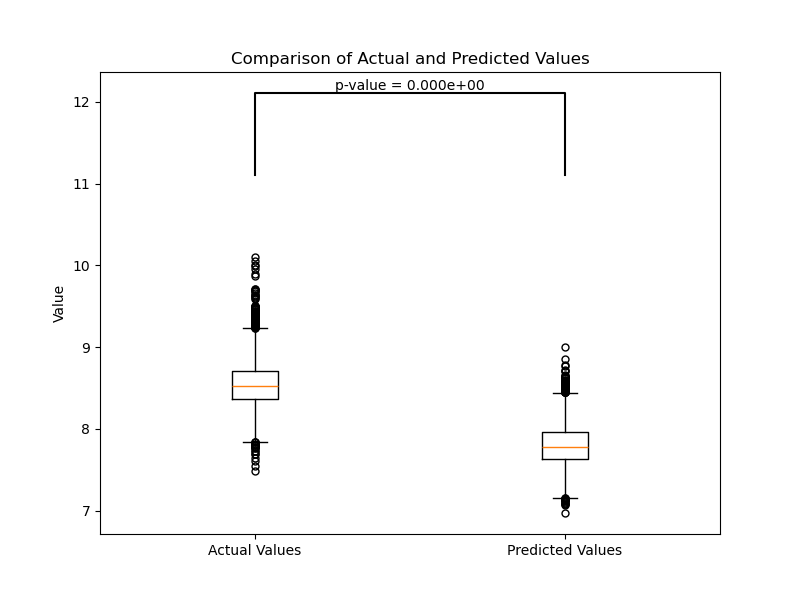 Comparison of Actual and Predicted Values
p-value = 0.000e+00
12
11
10
9
8
7
Value
Actual Values
Predicted Values